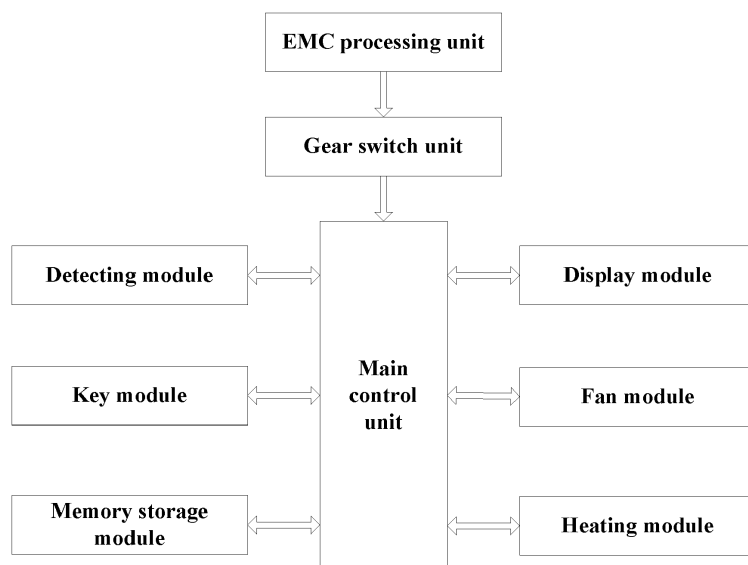 EMC processing unit
Gear switch unit
Detecting module
Display module
Main
control
unit
Key module
Fan module
Memory storage
module
Heating module